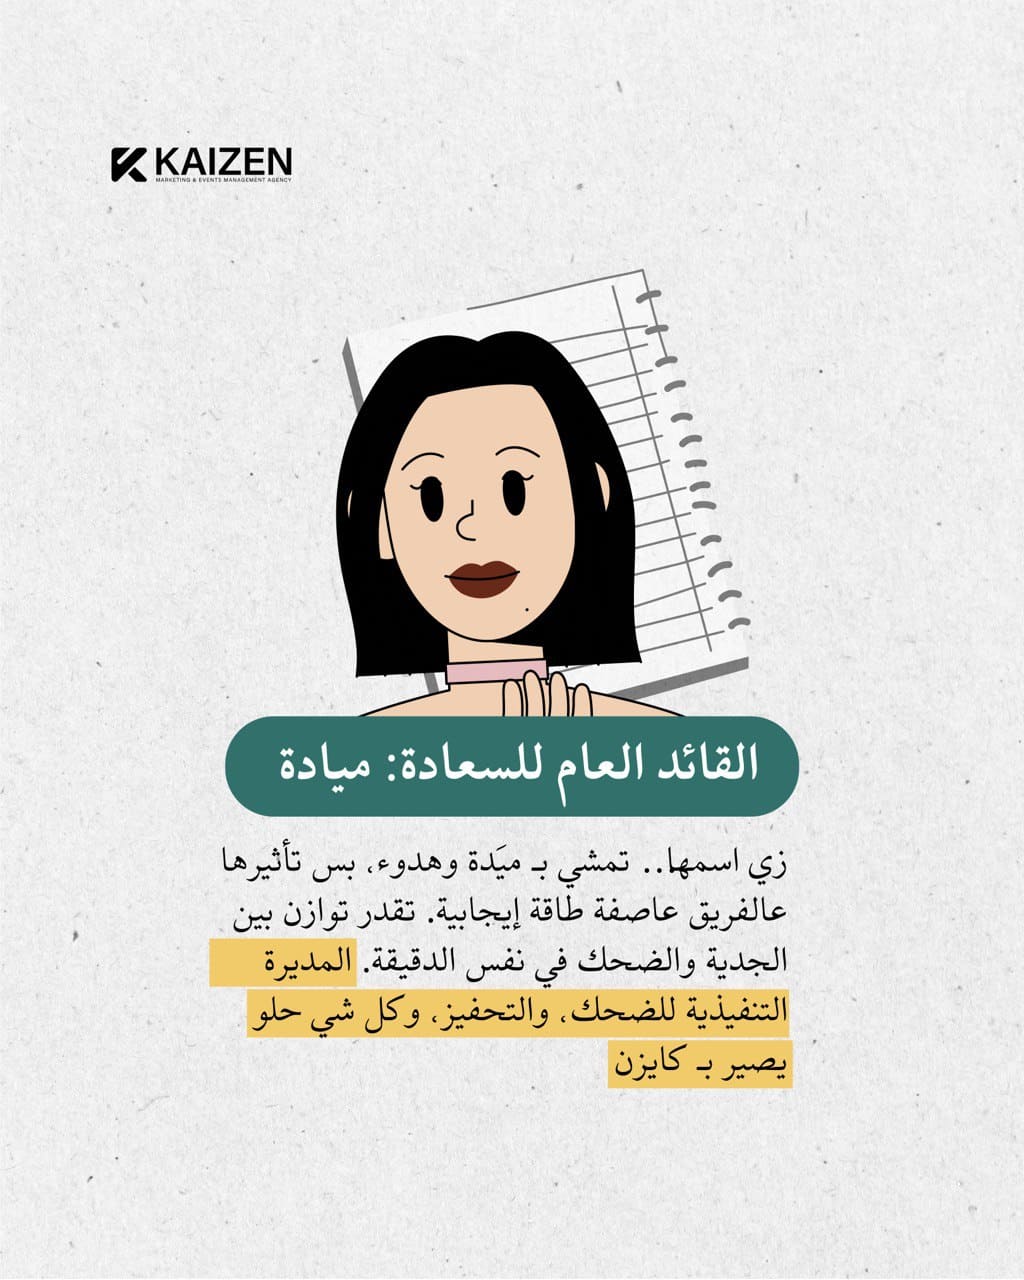 KAIZEN
MARKETING & EVENTS MANAGEMENT AGENCY
القائد العام للسعادة: ميادة
زي اسمها.. تمشي بـ ميَدة وهدوء، بس تأثيرها
عالفريق عاصفة طاقة إيجابية. تقدر توازن بين
الجدية والضحك في نفس الدقيقة. المديرة
التنفيذية للضحك، والتحفيز، وكل شي حلو
يصير بـ كايزن